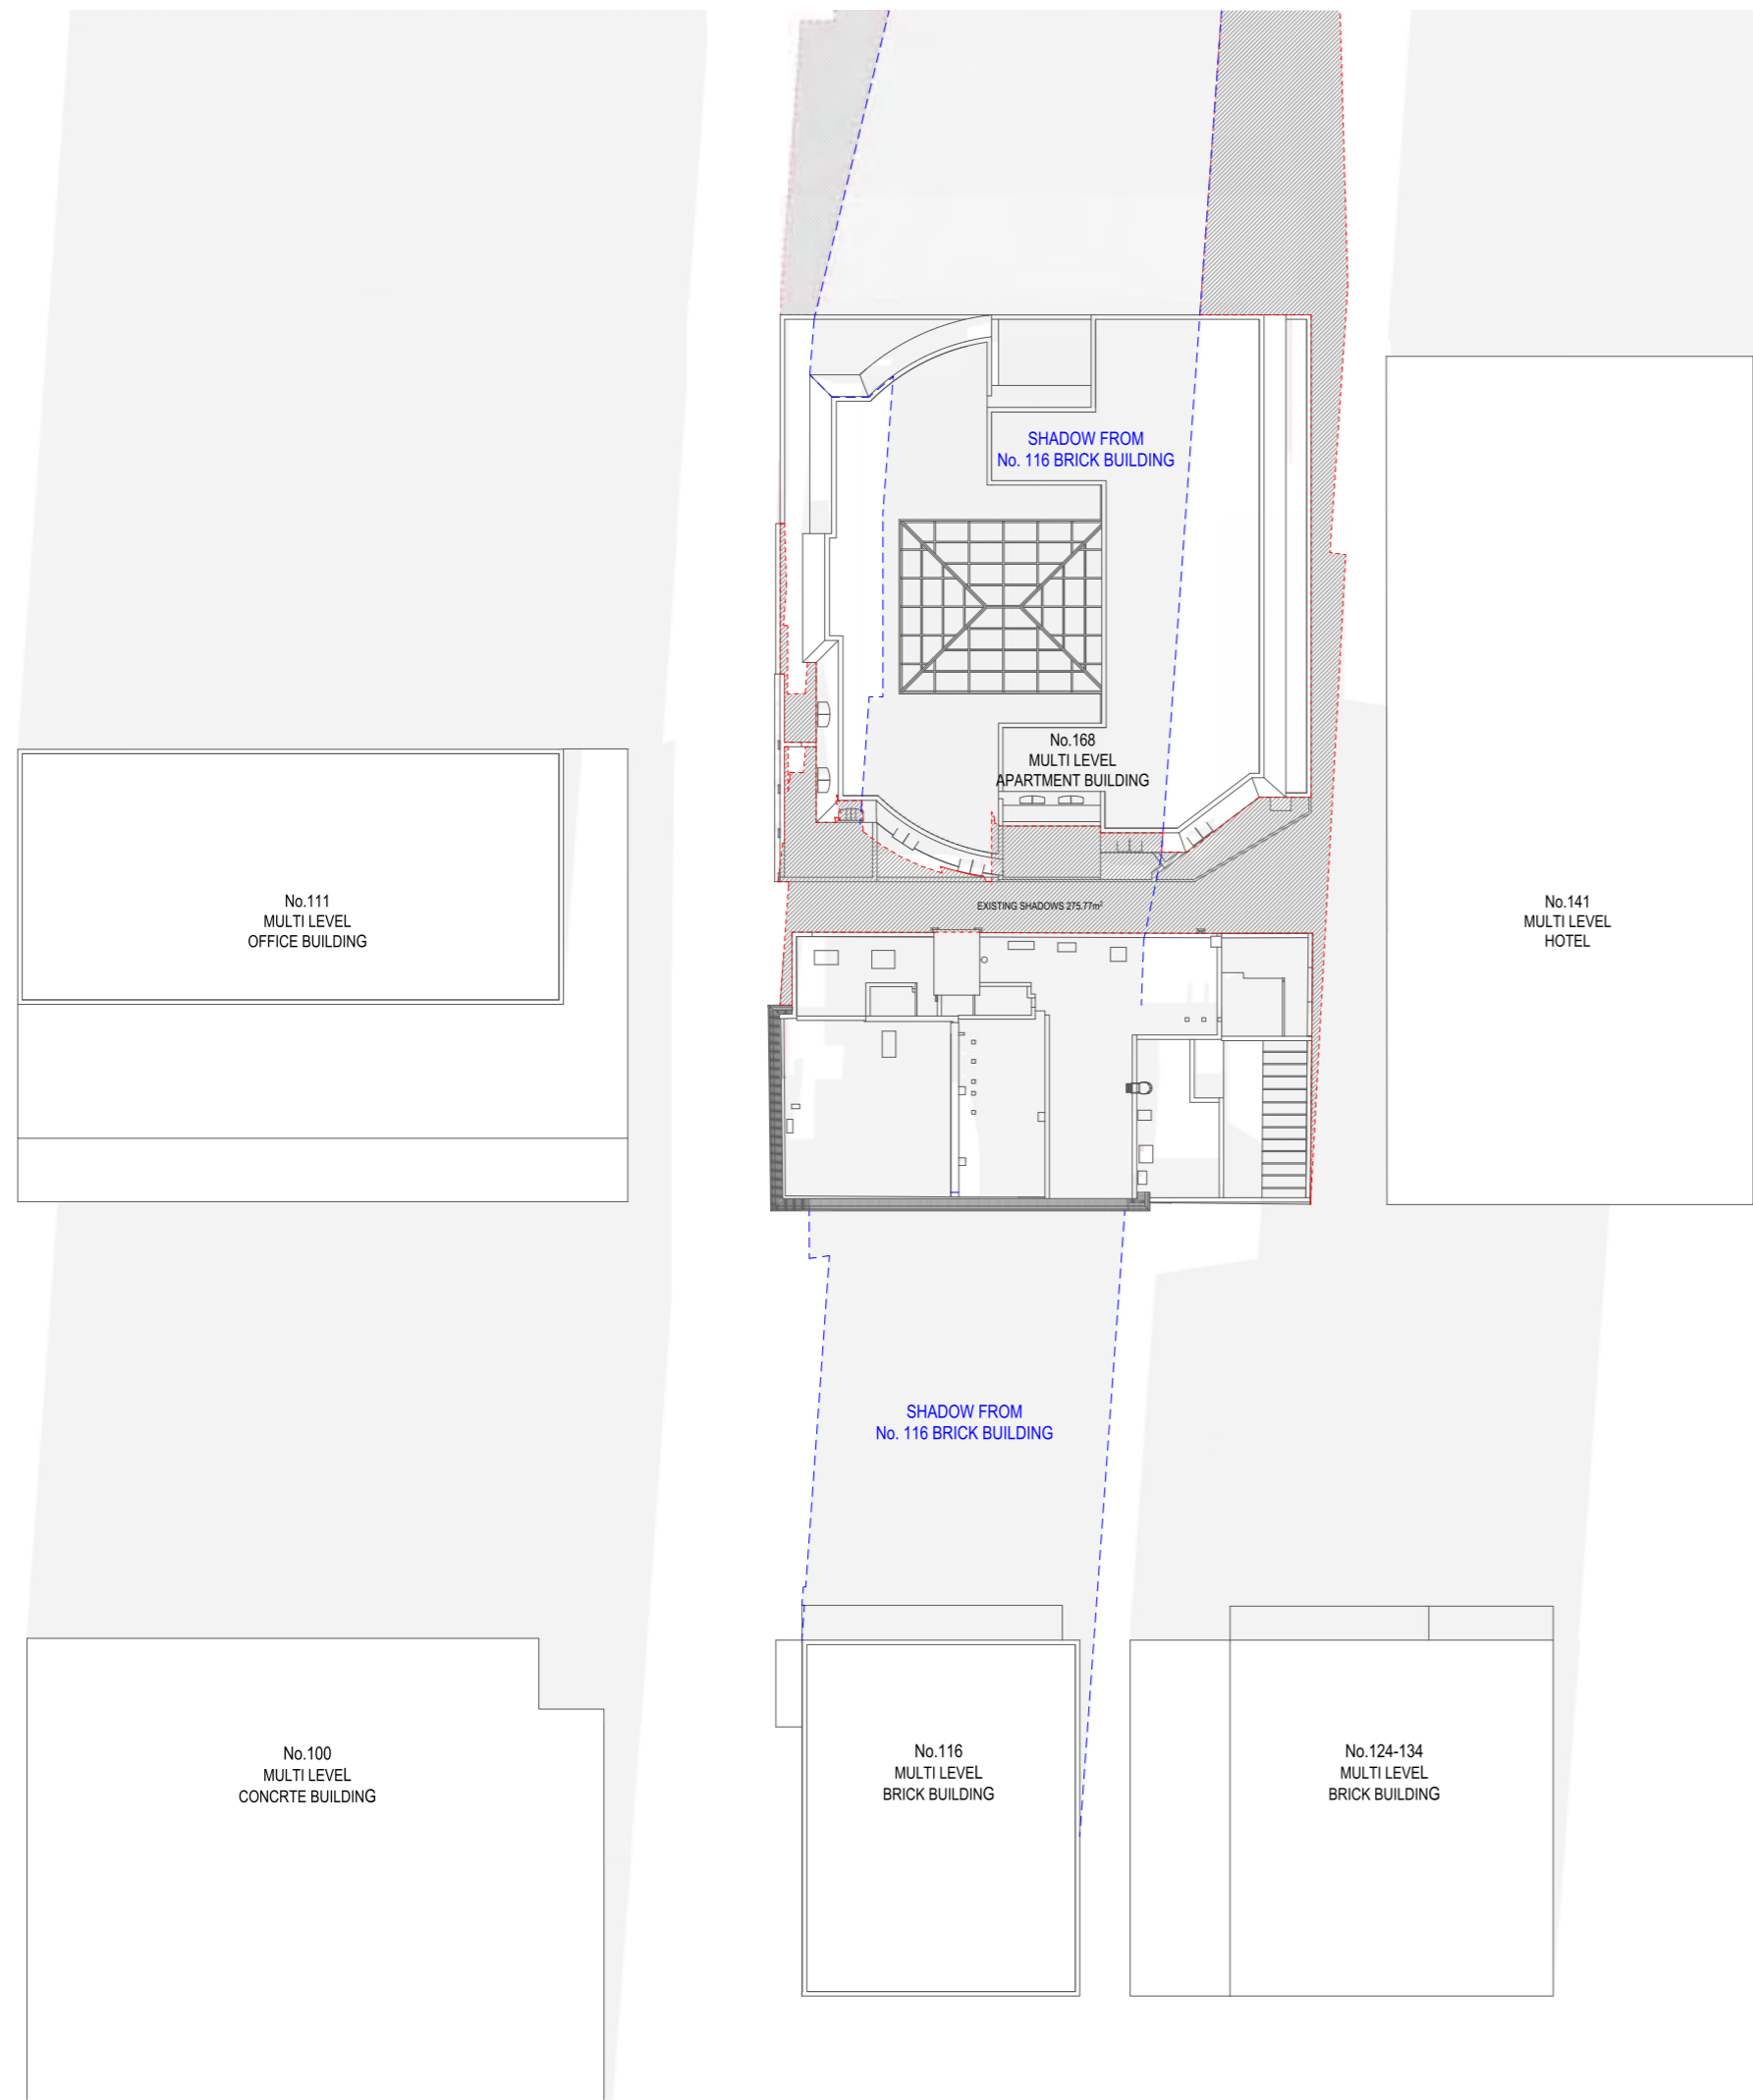 SHADOW FROM
No. 116 BRICK BUILDING
No.168
MULTI LEVEL
APARTMENT BUILDING
No.111
MULTI LEVEL
OFFICE BUILDING
EXISTING SHADOWS 275.77m²
No.141
MULTI LEVEL
HOTEL
SHADOW FROM
No. 116 BRICK BUILDING
No.100
MULTI LEVEL
CONCRTE BUILDING
No.116
MULTI LEVEL
BRICK BUILDING
No.124-134
MULTI LEVEL
BRICK BUILDING